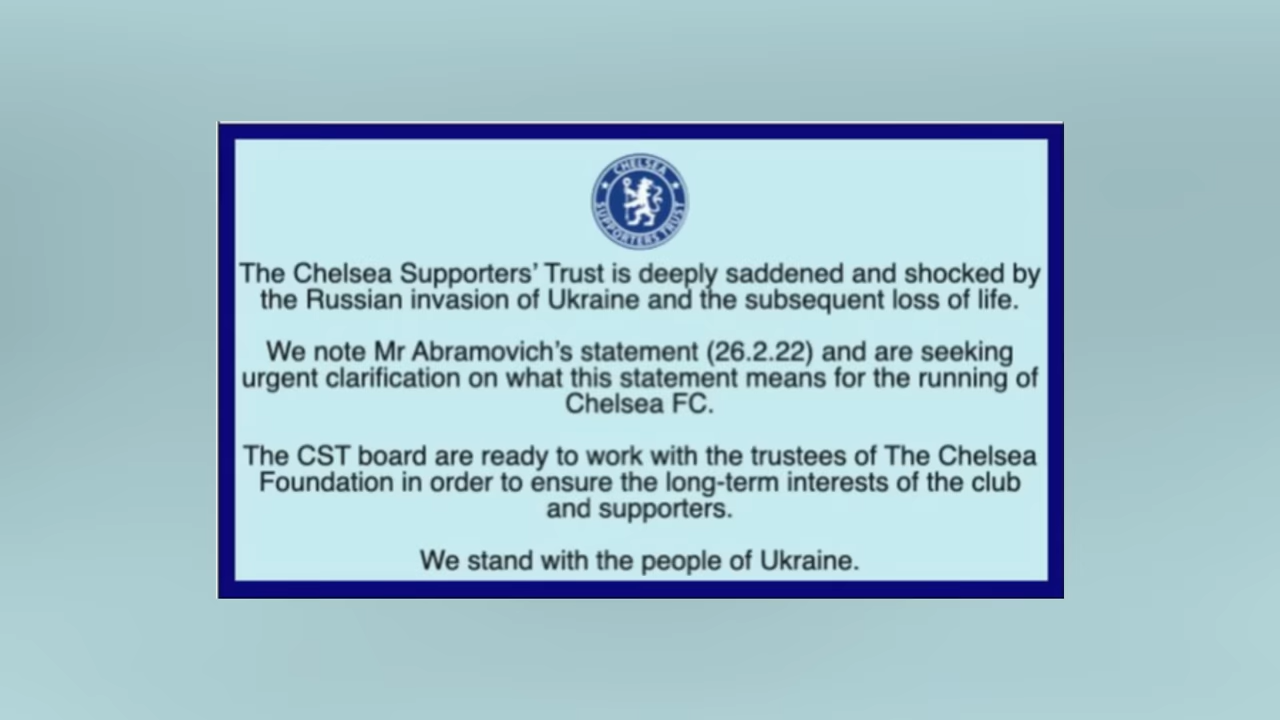 CHELSEA
SUPPORTERS TRUST
The Chelsea Supporters’ Trust is deeply saddened and shocked by
the Russian invasion of Ukraine and the subsequent loss of life.
We note Mr Abramovich’s statement (26.2.22) and are seeking
urgent clarification on what this statement means for the running of
Chelsea FC.
The CST board are ready to work with the trustees of The Chelsea
Foundation in order to ensure the long-term interests of the club
and supporters.
We stand with the people of Ukraine.